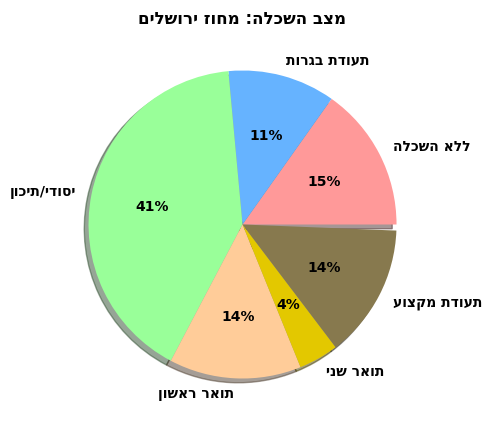 מצב השכלה: מחוז ירושלים
תעודת בגרות
11%
ללא השכלה
15%
יסודי/תיכון
41%
14%
תעודת מקצוע
4%
14%
תואר שני
תואר ראשון